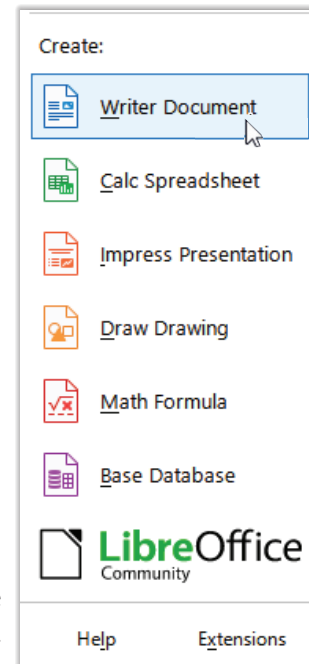 Create:
Writer Document
Calc Spreadsheet
Impress Presentation
Draw Drawing
Math Formula
Base Database
LibreOffice
Community
Help Extensions